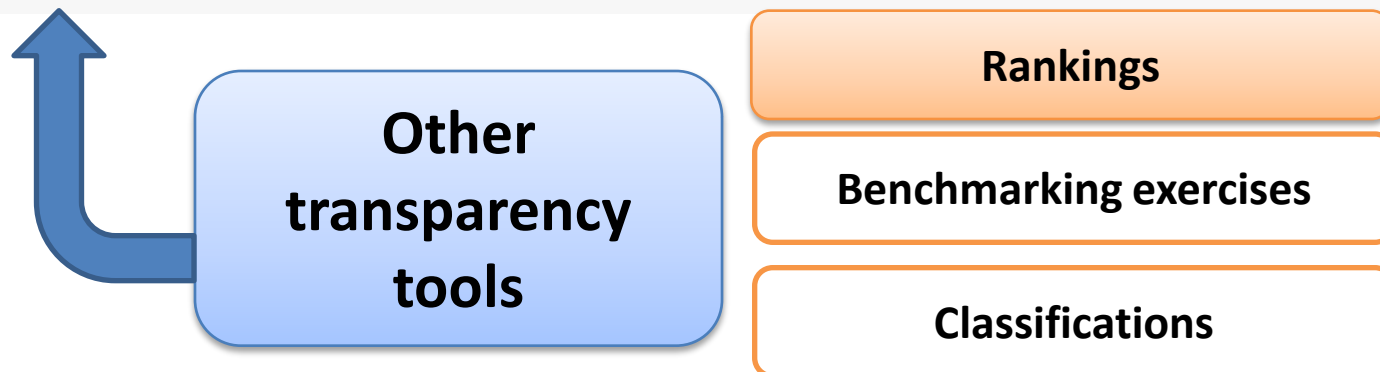 Other
transparency
tools
Rankings
Benchmarking exercises
Classifications